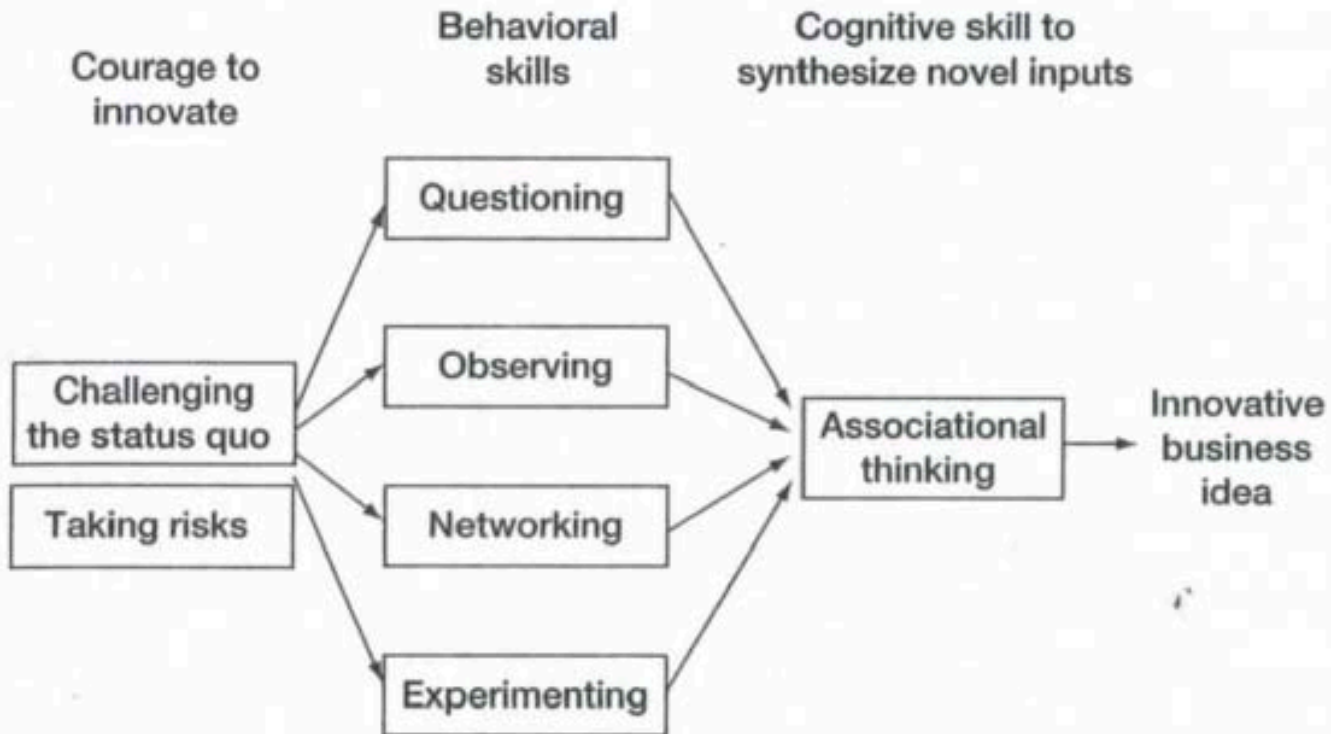 Courage to
innovate
Behavioral
skills
Cognitive skill to
synthesize novel inputs
Challenging
the status quo
Taking risks
Questioning
Observing
Networking
Experimenting
Associational
thinking
Innovative
business
idea